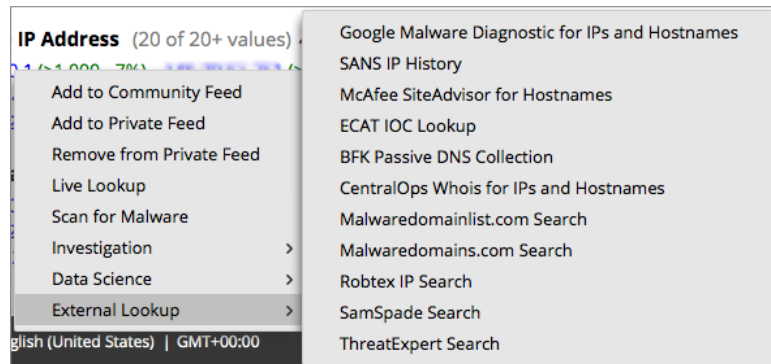 IP Address (20 of 20+ values)
Add to Community Feed
Add to Private Feed
Remove from Private Feed
Live Lookup
Scan for Malware
Investigation >
Data Science >
External Lookup >
Google Malware Diagnostic for IPs and Hostnames
SANS IP History
McAfee SiteAdvisor for Hostnames
ECAT IOC Lookup
BFK Passive DNS Collection
CentralOps Whois for IPs and Hostnames
Malwaredomainlist.com Search
Malwaredomains.com Search
Robtex IP Search
SamSpade Search
ThreatExpert Search
(United States) | GMT+00:00